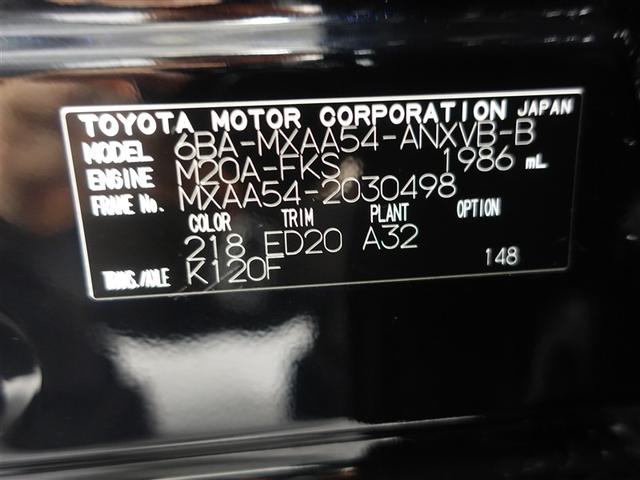 TOYOTA MOTOR CORPORATION JAPAN
MODEL 6BA-MXAA54-ANXVB-B
ENGINE M20A-FKS 1986 mL
FRAME No. MXAA54-2030498
COLOR TRIM PLANT OPTION
218 ED20 A32
TRANS./AXLE K120F 148